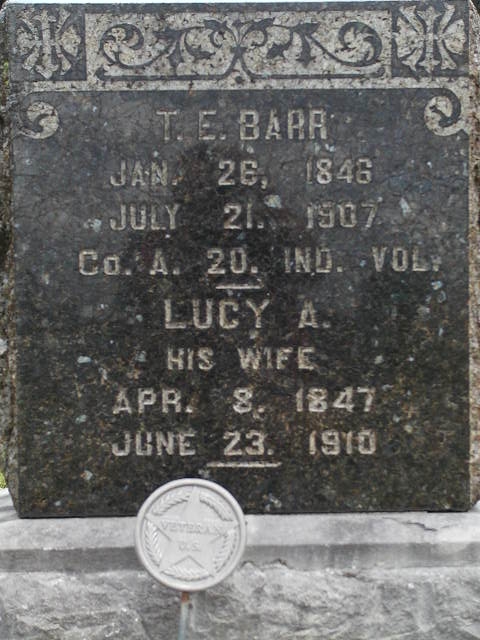 T. E. BARR
JAN. 26, 1846
JULY 21. 1907
Co. A. 20. IND. VOL.
LUCY A.
HIS WIFE
APR. 8. 1847
JUNE 23. 1910
VETERAN
U.S.